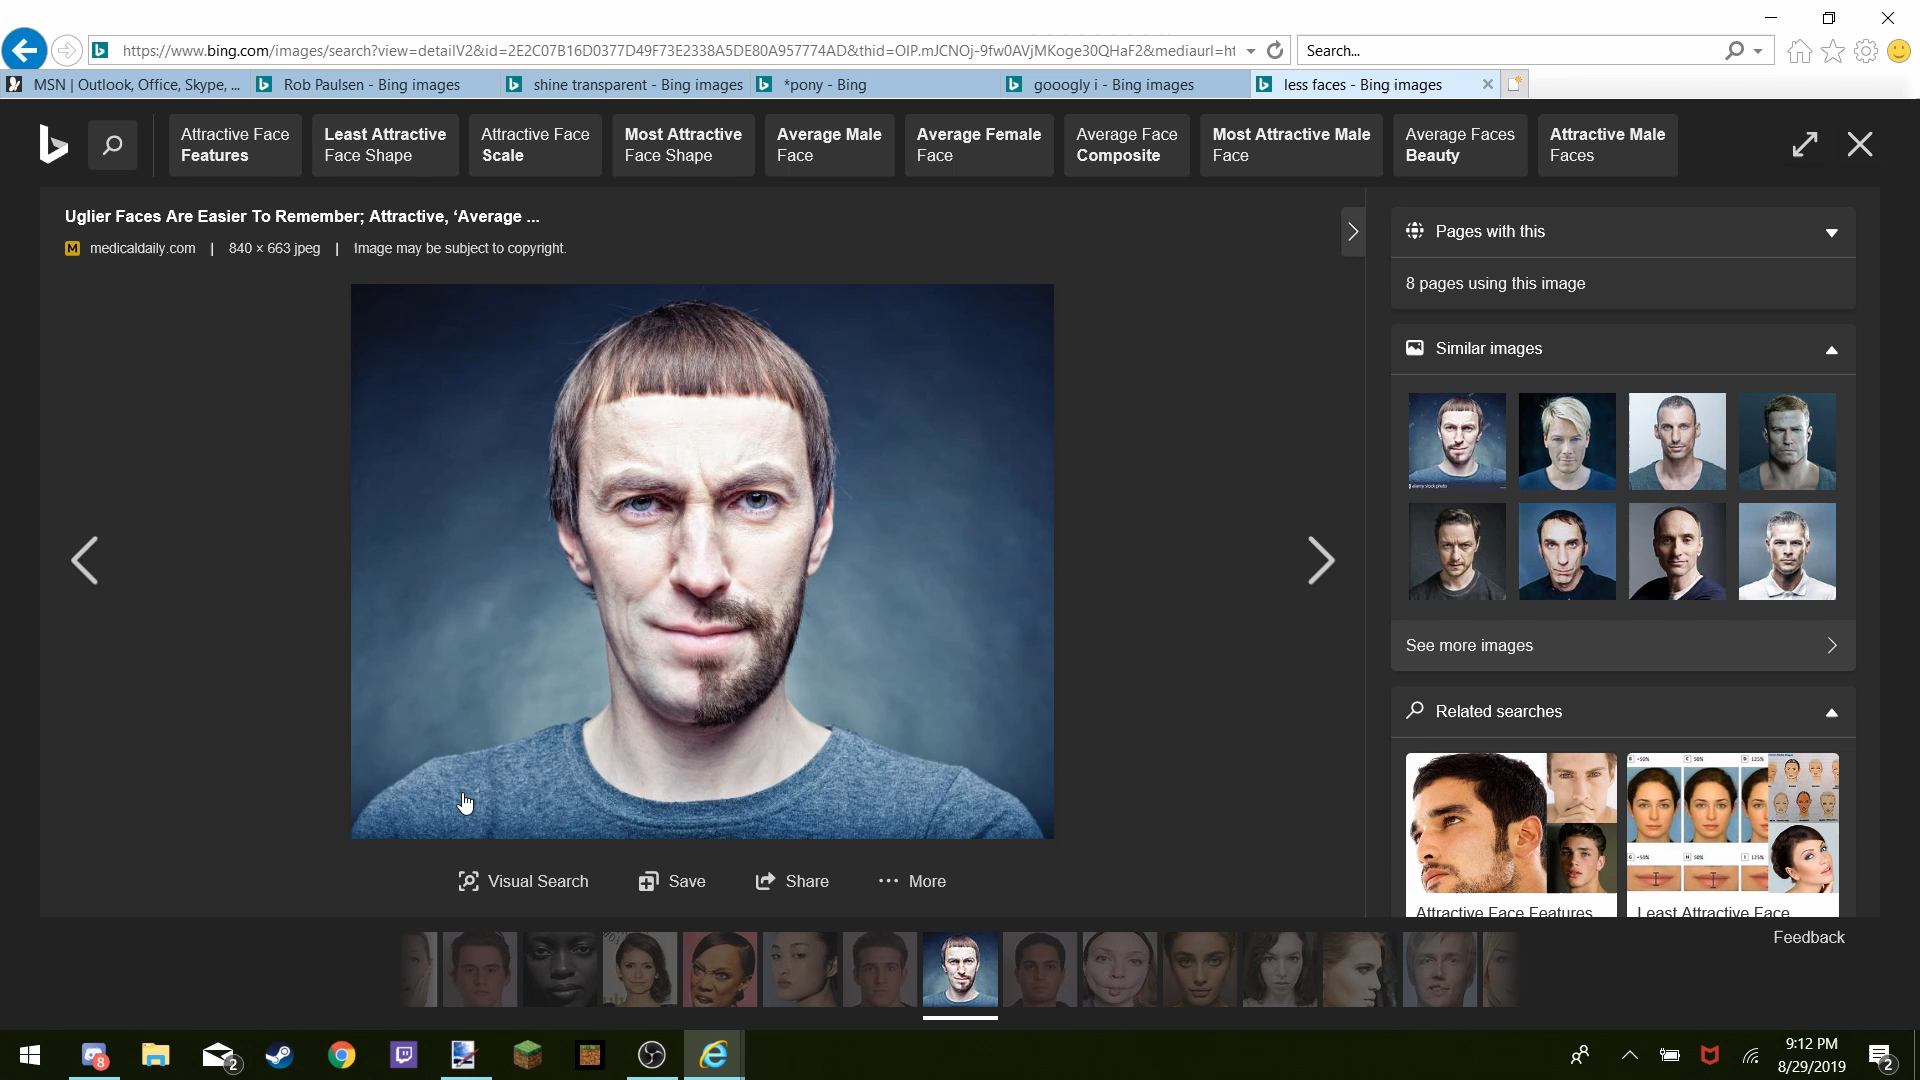 https://www.bing.com/images/search?view=detailV2&id=2E2C07B16D0377D49F73E2338A5DE80A957774AD&thid=OIP.mJCNOj-9fw0AVjMKoge30QHaF2&mediaurl=ht
Search...
MSN | Outlook, Office, Skype, ...
Rob Paulsen - Bing images
shine transparent - Bing images
*pony - Bing
gooogly i - Bing images
less faces - Bing images
Attractive Face
Features
Least Attractive
Face Shape
Attractive Face
Scale
Most Attractive
Face Shape
Average Male
Face
Average Female
Face
Average Face
Composite
Most Attractive Male
Face
Average Faces
Beauty
Attractive Male
Faces
Uglier Faces Are Easier To Remember; Attractive, ‘Average ...
M medicaldaily.com | 840 × 663 jpeg | Image may be subject to copyright.
Pages with this
8 pages using this image
Similar images
alamy stock photo
See more images
Related searches
Attractive Face Features
Least Attractive Face
Visual Search
Save
Share
More
Feedback
8
2
9:12 PM
8/29/2019
2